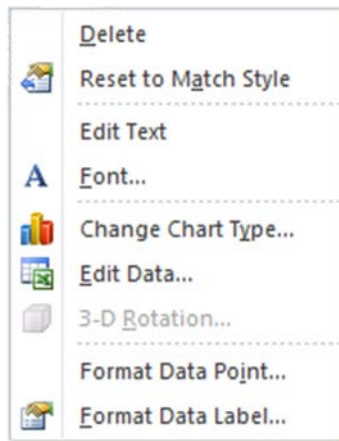 Delete
Reset to Match Style
Edit Text
Font...
Change Chart Type...
Edit Data...
3-D Rotation...
Format Data Point...
Format Data Label...